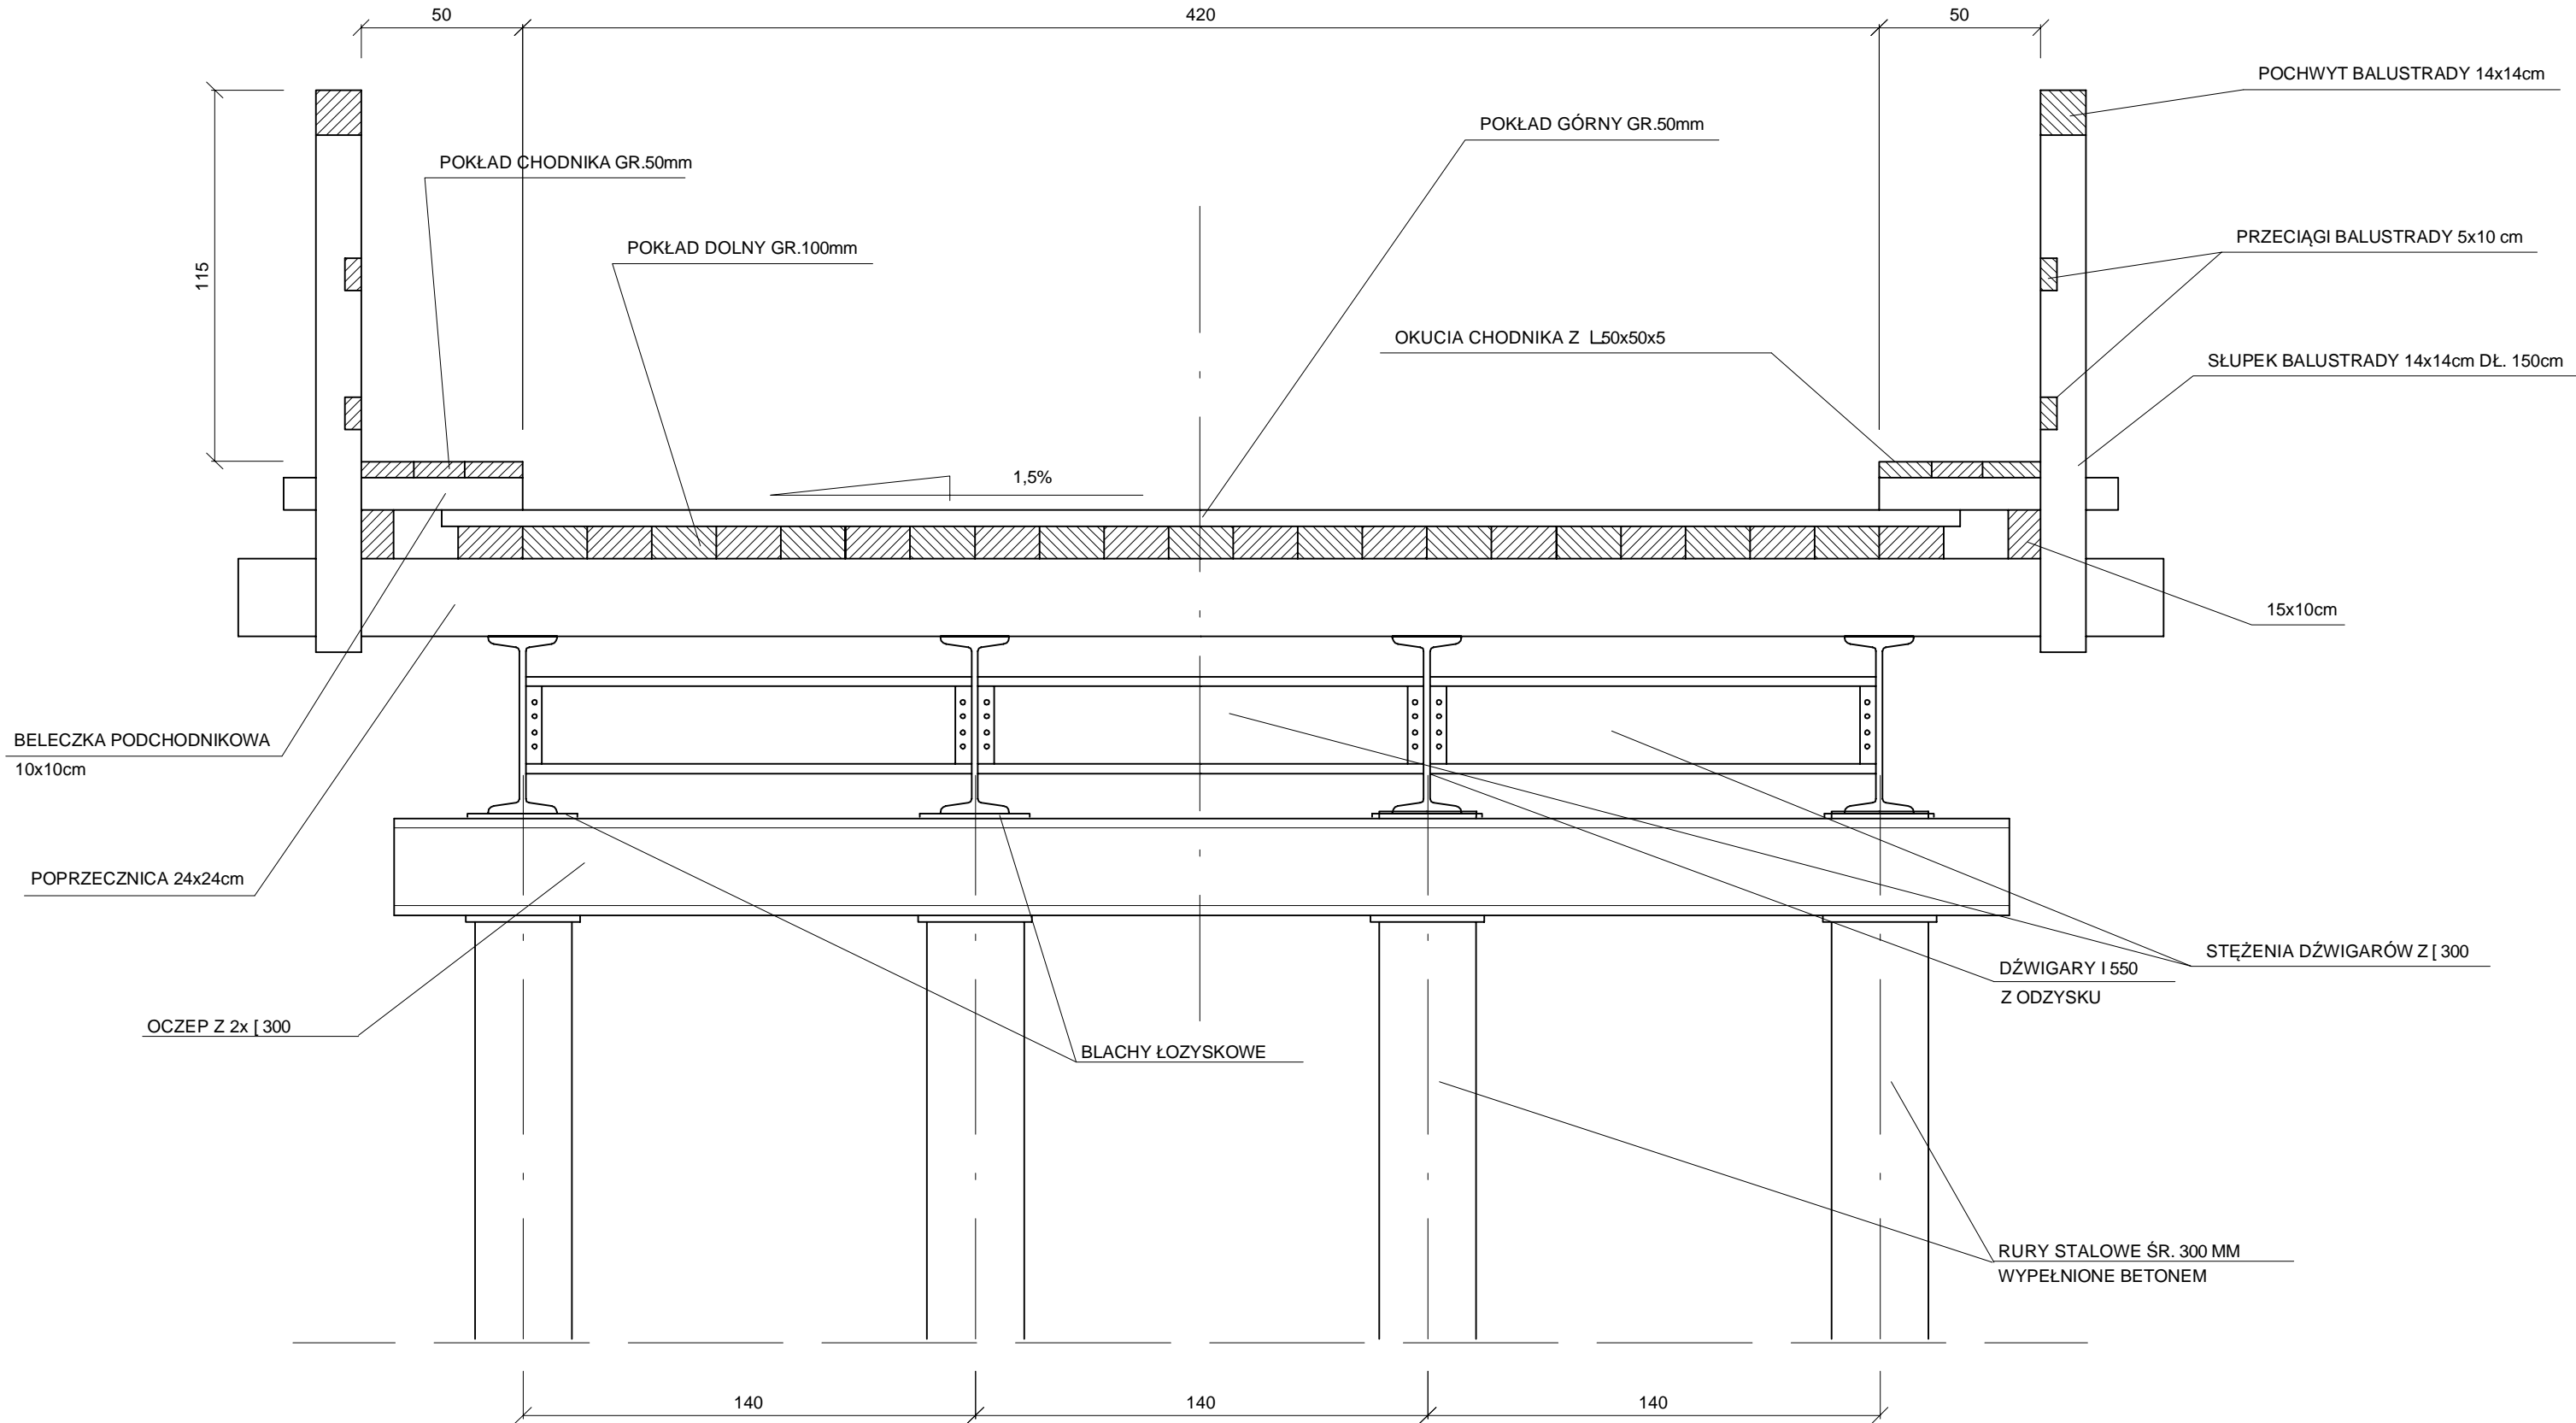 50
420
50
POCHWYT BALUSTRADY 14x14cm
POKŁAD GÓRNY GR.50mm
POKŁAD CHODNIKA GR.50mm
PRZECIĄGI BALUSTRADY 5x10 cm
POKŁAD DOLNY GR.100mm
115
OKUCIA CHODNIKA Z L50x50x5
SŁUPEK BALUSTRADY 14x14cm DŁ. 150cm
1,5%
15x10cm
BELECZKA PODCHODNIKOWA
10x10cm
POPRZECZNICA 24x24cm
STĘŻENIA DŹWIGARÓW Z [ 300
DŹWIGARY I 550
Z ODZYSKU
OCZEP Z 2x [ 300
BLACHY ŁOZYSKOWE
RURY STALOWE ŚR. 300 MM
WYPEŁNIONE BETONEM
140
140
140